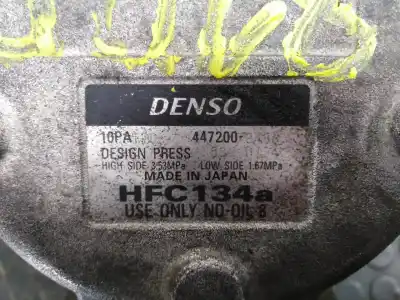 DENSO
10PA
447200-
DESIGN PRESS
HIGH SIDE 3.53MPa LOW SIDE 1.67MPa
MADE IN JAPAN
HFC134a
USE ONLY ND-OIL 8